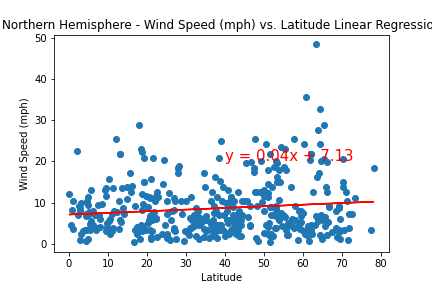 Northern Hemisphere - Wind Speed (mph) vs. Latitude Linear Regressio
50
40
30
20
10
0
Wind Speed (mph)
y = 0.04x + 7.13
0 10 20 30 40 50 60 70 80
Latitude